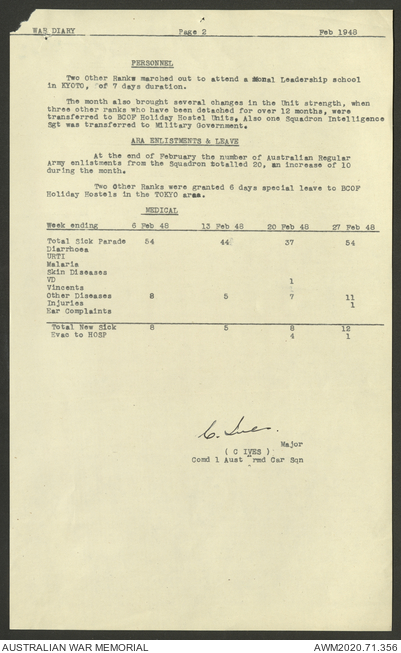 WAR DIARY Page 2 Feb 1948
PERSONNEL
Two Other Ranks marched out to attend a Moral Leadership school
in KYOTO, of 7 days duration.
The month also brought several changes in the Unit strength, when
three other ranks who have been detached for over 12 months, were
transferred to BCOF Holiday Hostel Units. Also one Squadron Intelligence
Sgt was transferred to Military Government.
ARA ENLISTMENTS & LEAVE
At the end of February the number of Australian Regular
Army enlistments from the Squadron totalled 20, an increase of 10
during the month.
Two Other Ranks were granted 6 days special leave to BCOF
Holiday Hostels in the TOKYO area.
MEDICAL
Week ending 6 Feb 48 13 Feb 48 20 Feb 48 27 Feb 48
Total Sick Parade 54 44 37 54
Diarrhoea
URTI
Malaria
Skin Diseases
VD 1
Vincents
Other Diseases 8 5 7 11
Injuries 1
Ear Complaints
Total New Sick 8 5 8 12
Evac to HOSP 4 1
C. Ives.
Major
( C IVES )
Comd 1 Aust rmd Car Sqn
AUSTRALIAN WAR MEMORIAL AWM2020.71.356